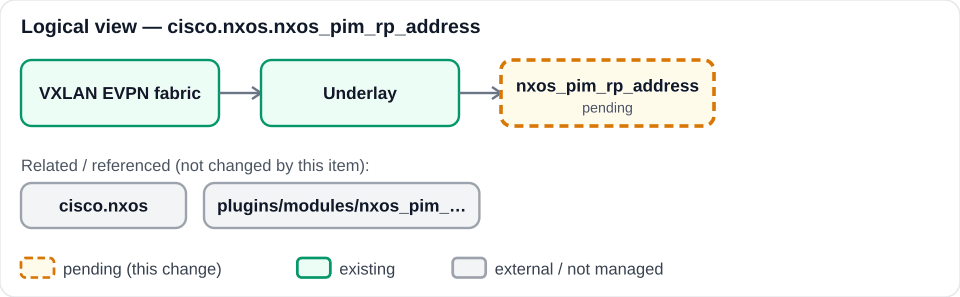 Logical view — cisco.nxos.nxos_pim_rp_address
VXLAN EVPN fabric
Underlay
nxos_pim_rp_address
pending
Related / referenced (not changed by this item):
cisco.nxos
plugins/modules/nxos_pim_…
pending (this change)
existing
external / not managed